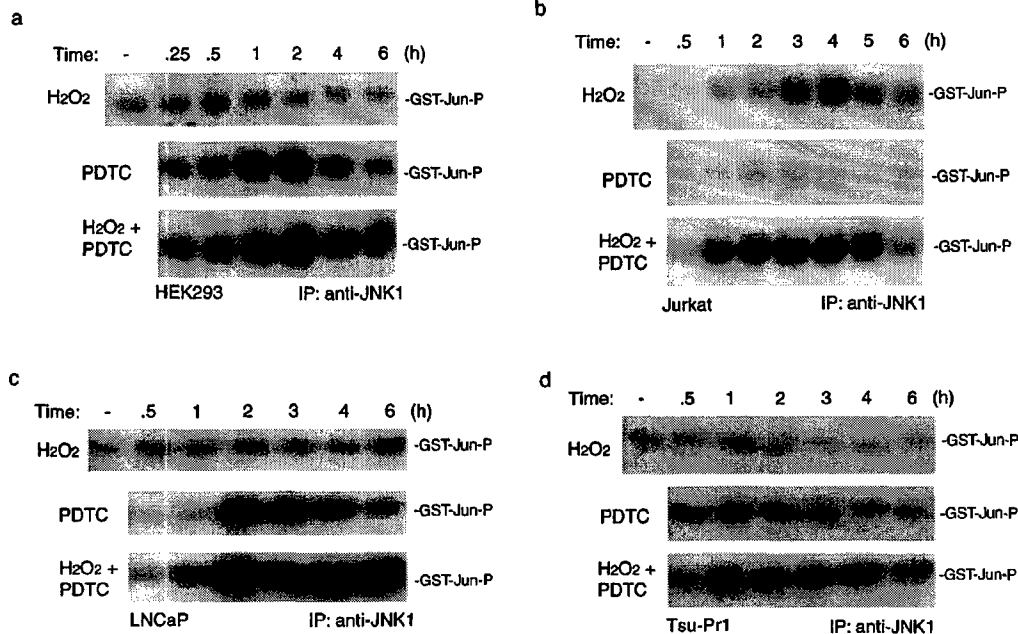 a
Time: - .25 .5 1 2 4 6 (h)
H2O2 -GST-Jun-P
PDTC -GST-Jun-P
H2O2 +
PDTC -GST-Jun-P
HEK293 IP: anti-JNK1
b
Time: - .5 1 2 3 4 5 6 (h)
H2O2 -GST-Jun-P
PDTC -GST-Jun-P
H2O2 +
PDTC -GST-Jun-P
Jurkat IP: anti-JNK1
c
Time: - .5 1 2 3 4 6 (h)
H2O2 -GST-Jun-P
PDTC -GST-Jun-P
H2O2 +
PDTC -GST-Jun-P
LNCaP IP: anti-JNK1
d
Time: - .5 1 2 3 4 6 (h)
H2O2 -GST-Jun-P
PDTC -GST-Jun-P
H2O2 +
PDTC -GST-Jun-P
Tsu-Pr1 IP: anti-JNK1